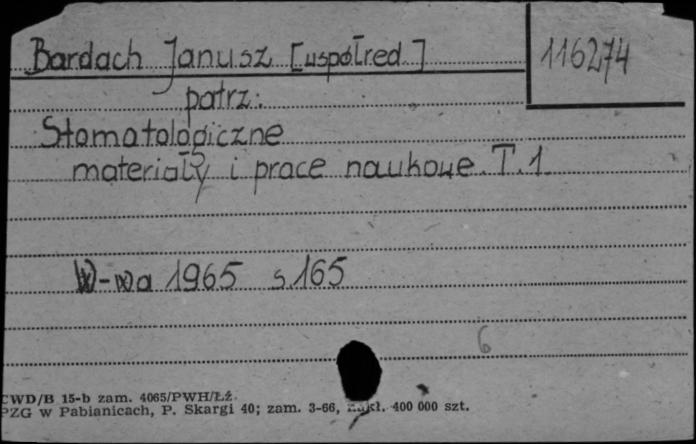 Bardach Janusz [współred.]
116274
patrz:
Stomatologiczne
materiały i prace naukowe. T. 1.
W-wa 1965 s. 165
6
CWD/B 15-b zam. 4065/PWH/Łź.
PZG w Pabianicach, P. Skargi 40; zam. 3-66, nakł. 400 000 szt.